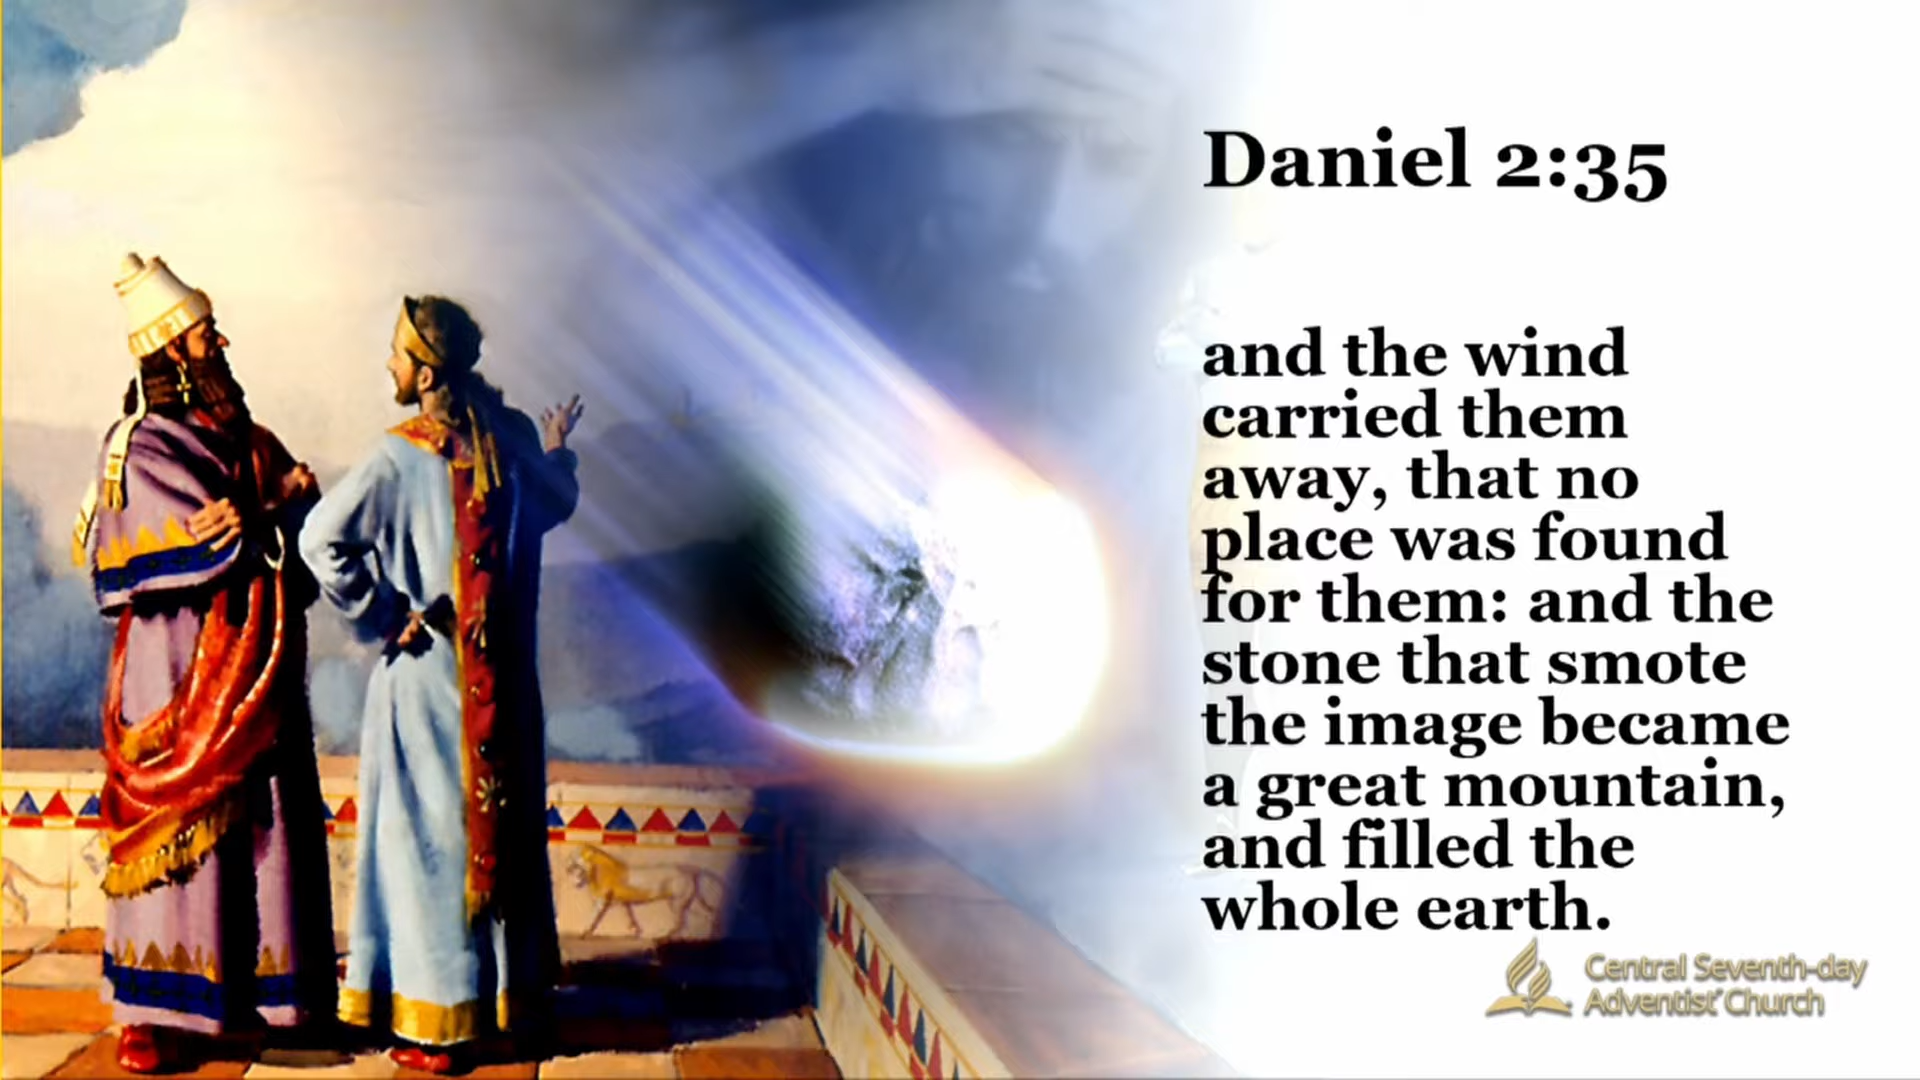 Daniel 2:35
and the wind
carried them
away, that no
place was found
for them: and the
stone that smote
the image became
a great mountain,
and filled the
whole earth.
Central Seventh-day
Adventist® Church